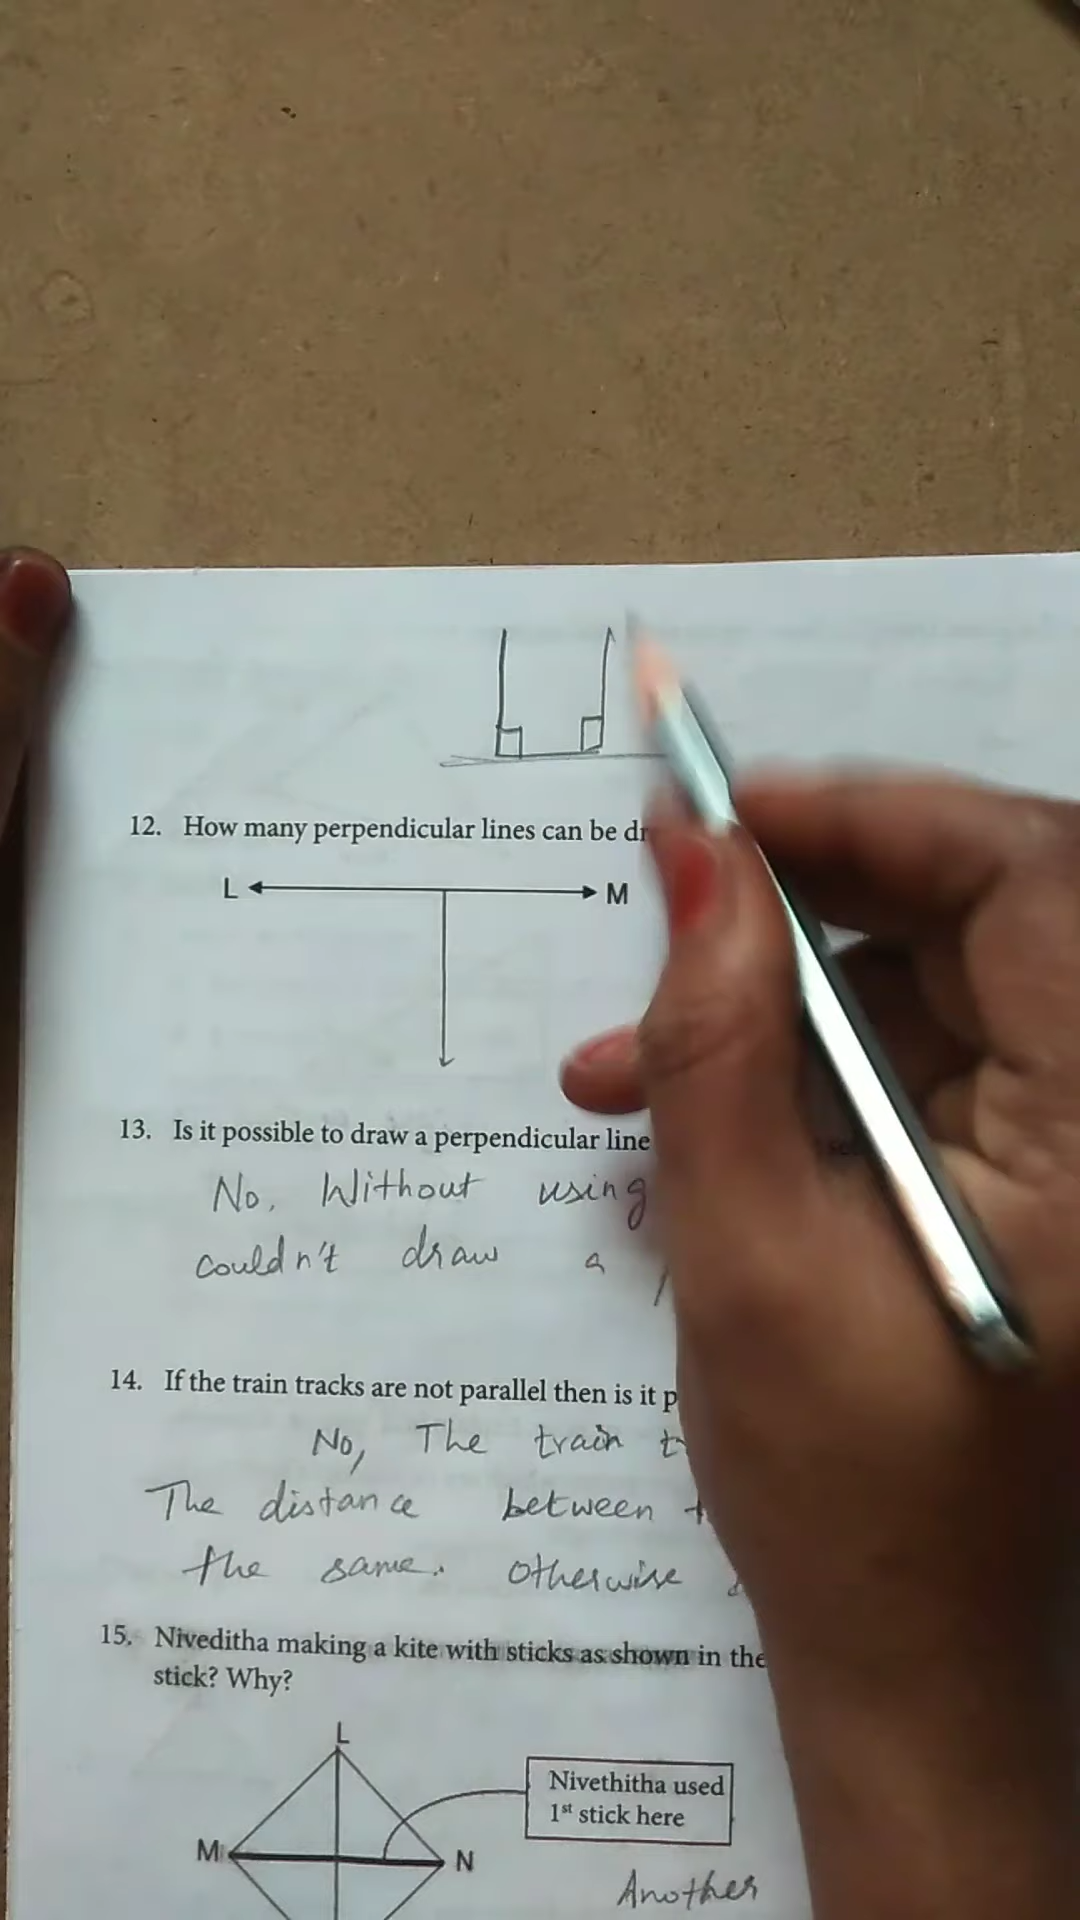 12. How many perpendicular lines can be
L M
13. Is it possible to draw a perpendicular line
No. Without using
couldn't draw a
14. If the train tracks are not parallel then is it
No, The train
The distance between
the same. otherwise
15. Niveditha making a kite with sticks as shown in the
stick? Why?
L
Nivethitha used
1st stick here
M N
Another